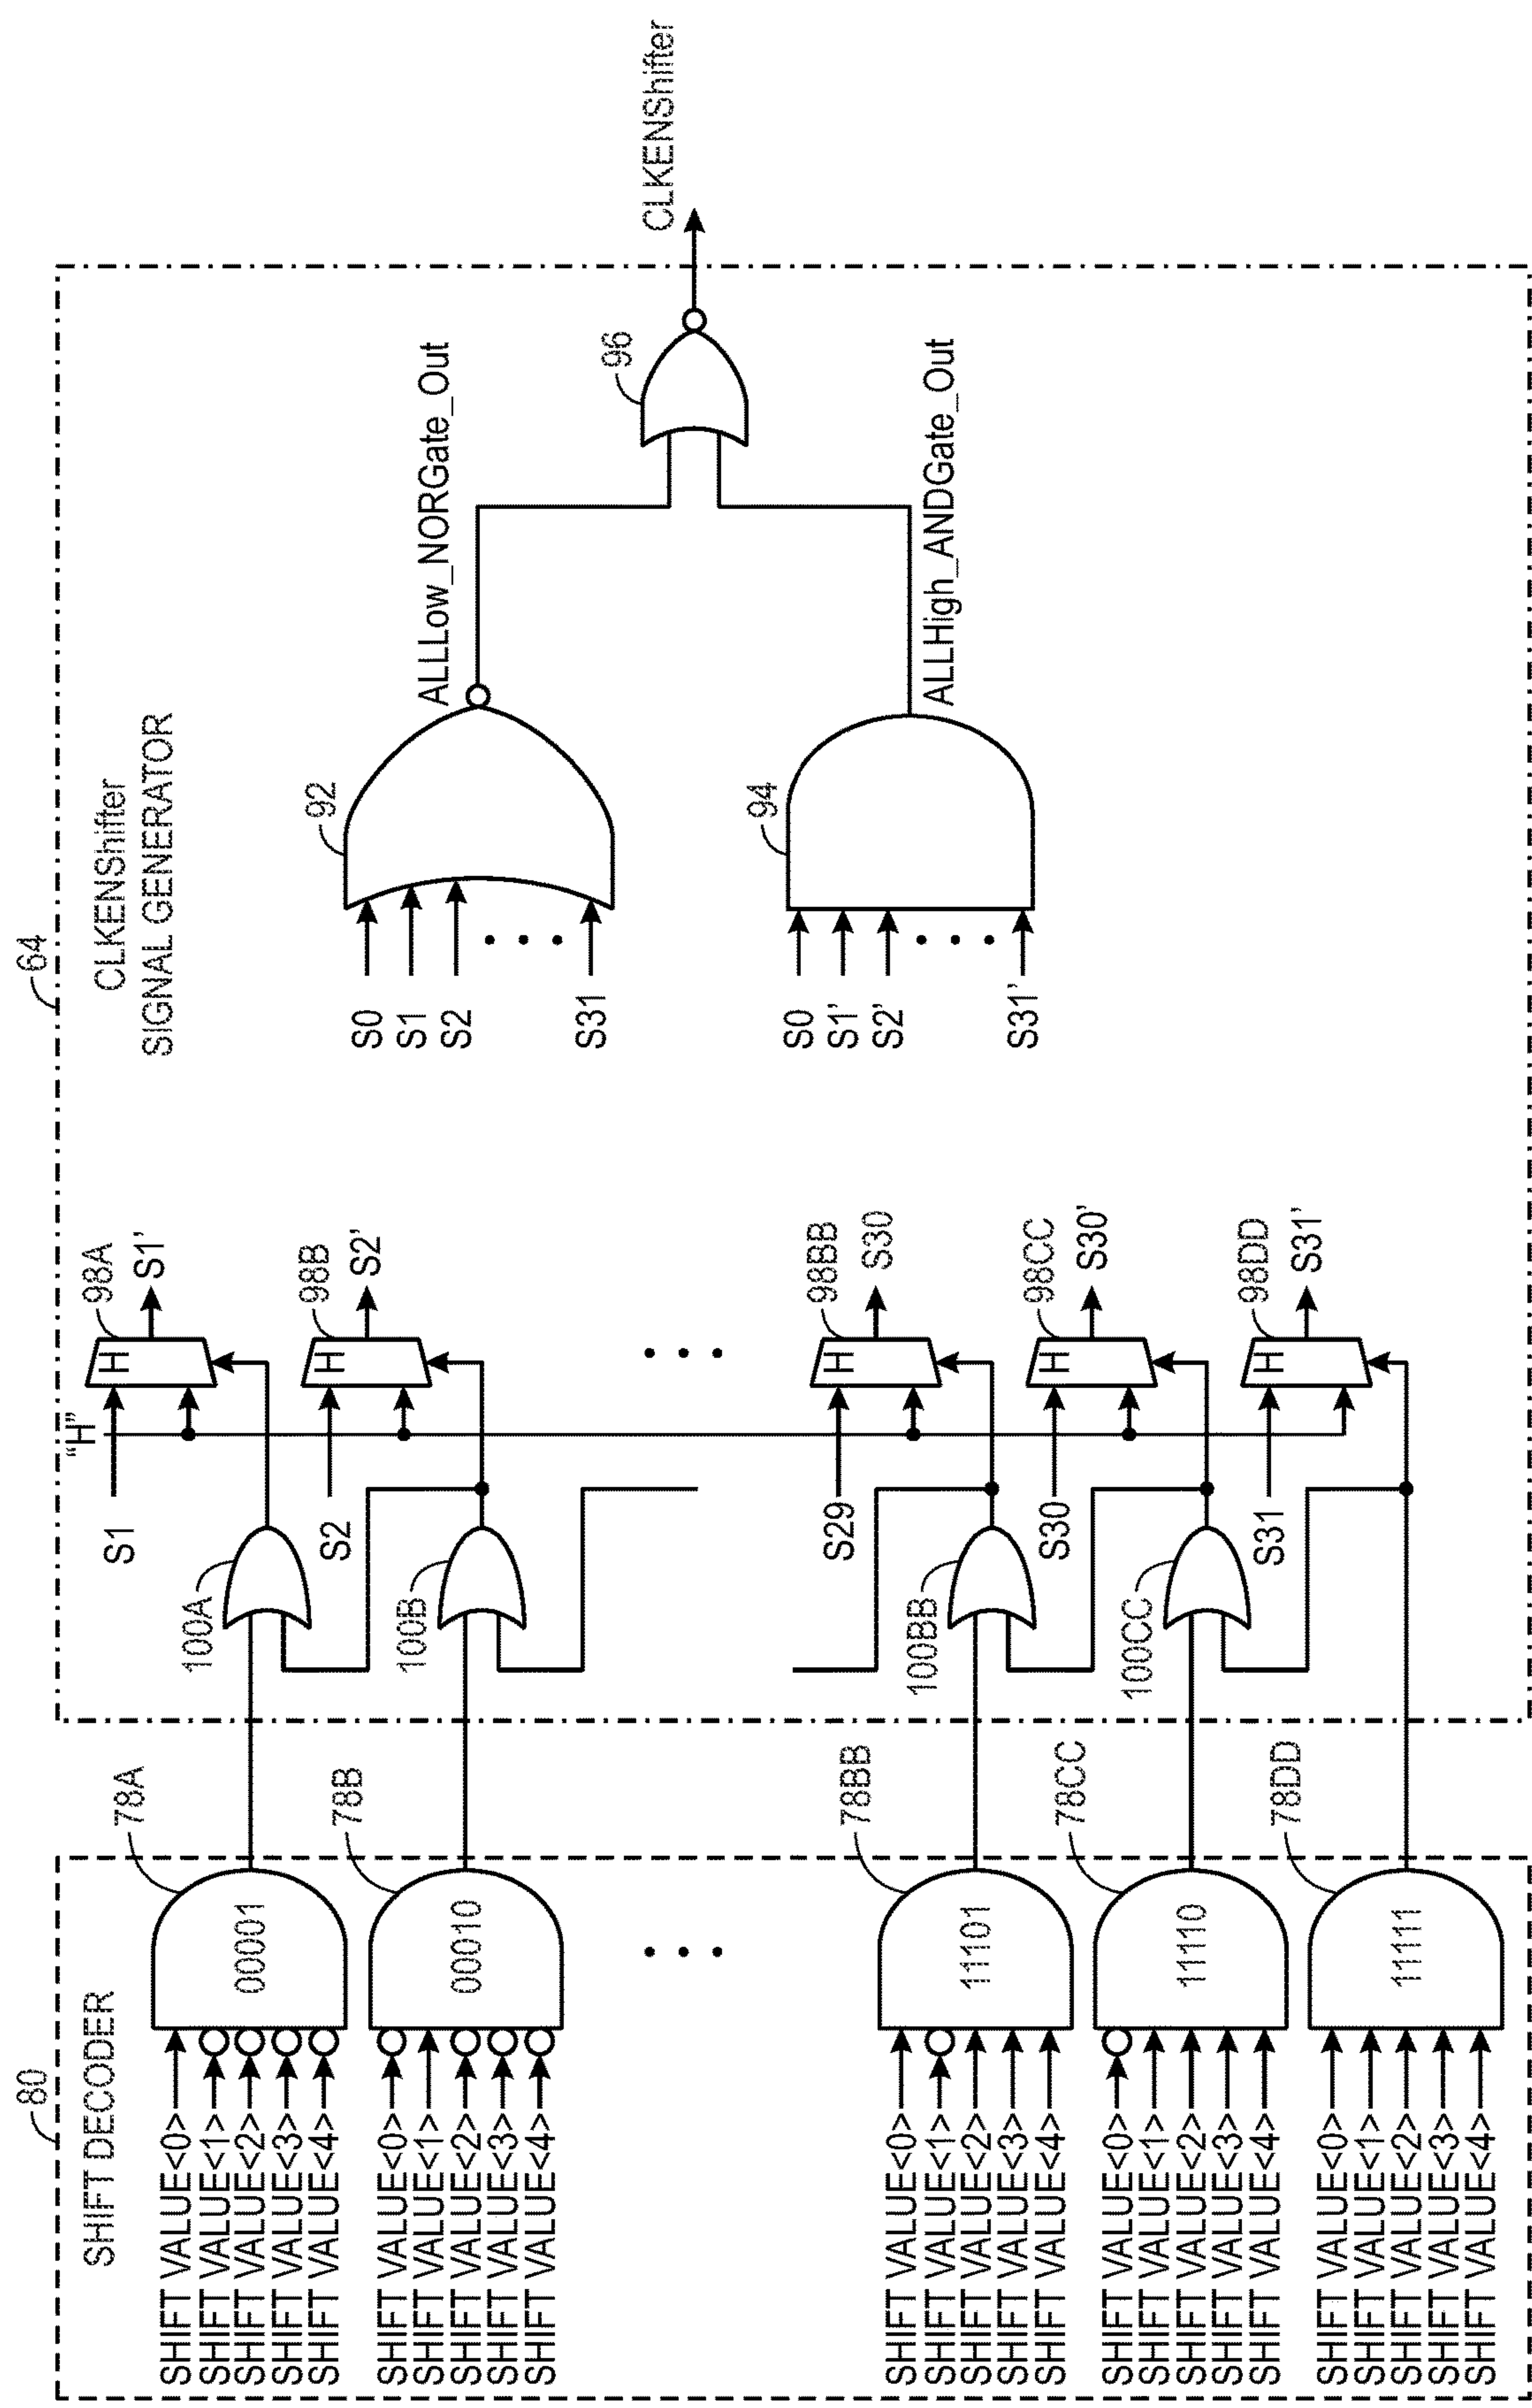 80
SHIFT DECODER
SHIFT VALUE<0>
SHIFT VALUE<1>
SHIFT VALUE<2>
SHIFT VALUE<3>
SHIFT VALUE<4>
00001
78A
SHIFT VALUE<0>
SHIFT VALUE<1>
SHIFT VALUE<2>
SHIFT VALUE<3>
SHIFT VALUE<4>
00010
78B
SHIFT VALUE<0>
SHIFT VALUE<1>
SHIFT VALUE<2>
SHIFT VALUE<3>
SHIFT VALUE<4>
11101
78BB
SHIFT VALUE<0>
SHIFT VALUE<1>
SHIFT VALUE<2>
SHIFT VALUE<3>
SHIFT VALUE<4>
11110
78CC
SHIFT VALUE<0>
SHIFT VALUE<1>
SHIFT VALUE<2>
SHIFT VALUE<3>
SHIFT VALUE<4>
11111
78DD
64
CLKENShifter
SIGNAL GENERATOR
"H"
S1
100A
H
98A
S1'
S2
100B
H
98B
S2'
S29
100BB
H
98BB
S30
S30
100CC
H
98CC
S30'
S31
H
98DD
S31'
S0
S1
S2
S31
92
ALLLow_NORGate_Out
S0
S1'
S2'
S31'
94
ALLHigh_ANDGate_Out
96
CLKENShifter